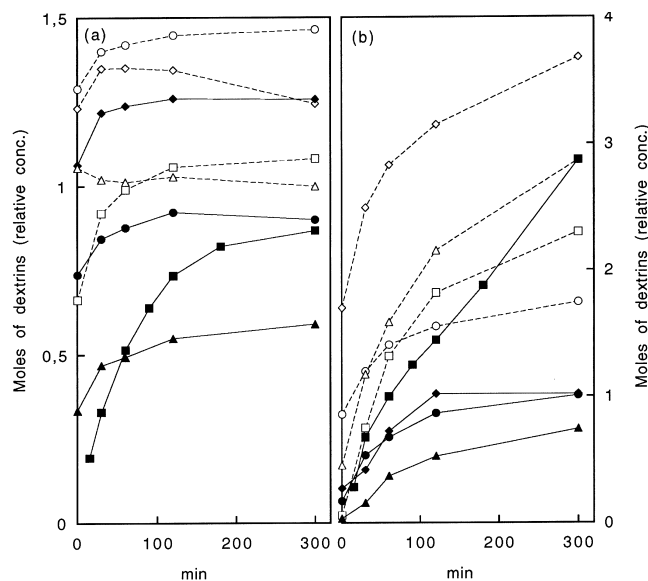 1,5
(a)
1
0,5
0
0
100
200
300
min
Moles of dextrins (relative conc.)
(b)
4
3
2
1
0
0
100
200
300
min
Moles of dextrins (relative conc.)